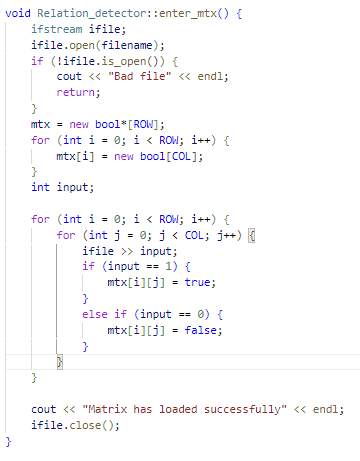 void Relation_detector::enter_mtx() {
    ifstream ifile;
    ifile.open(filename);
    if (!ifile.is_open()) {
        cout << "Bad file" << endl;
        return;
    }
    mtx = new bool*[ROW];
    for (int i = 0; i < ROW; i++) {
        mtx[i] = new bool[COL];
    }
    int input;

    for (int i = 0; i < ROW; i++) {
        for (int j = 0; j < COL; j++) {
            ifile >> input;
            if (input == 1) {
                mtx[i][j] = true;
            }
            else if (input == 0) {
                mtx[i][j] = false;
            }
        }
    }

    cout << "Matrix has loaded successfully" << endl;
    ifile.close();
}